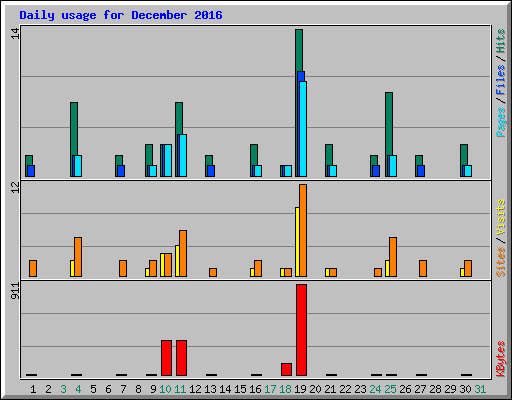 Daily usage for December 2016
14
Pages / Files / Hits
12
Sites / Visits
911
KBytes
1 2 3 4 5 6 7 8 9 10 11 12 13 14 15 16 17 18 19 20 21 22 23 24 25 26 27 28 29 30 31